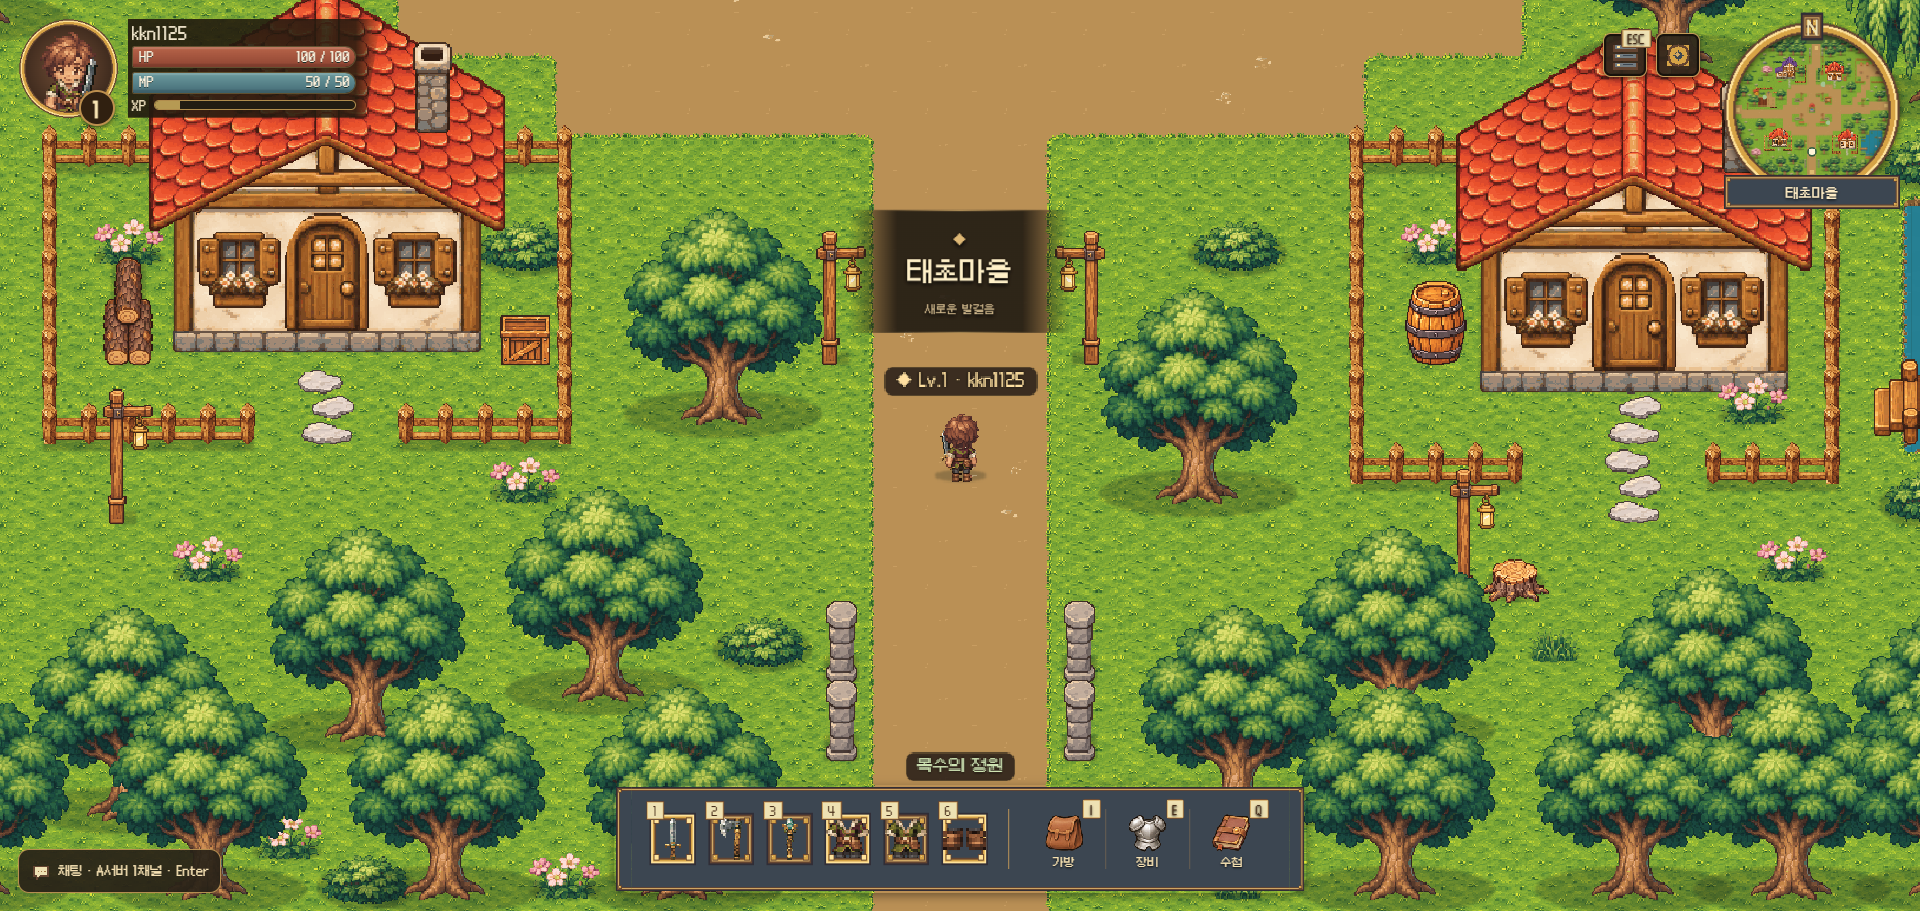 kkn1125
HP 100 / 100
MP 50 / 50
XP
1
ESC
N
태초마을
태초마을
새로운 발걸음
Lv.1 · kkn1125
목수의 정원
1 2 3 4 5 6 I E Q
가방 장비 수첩
채팅 · A서버 1채널 · Enter